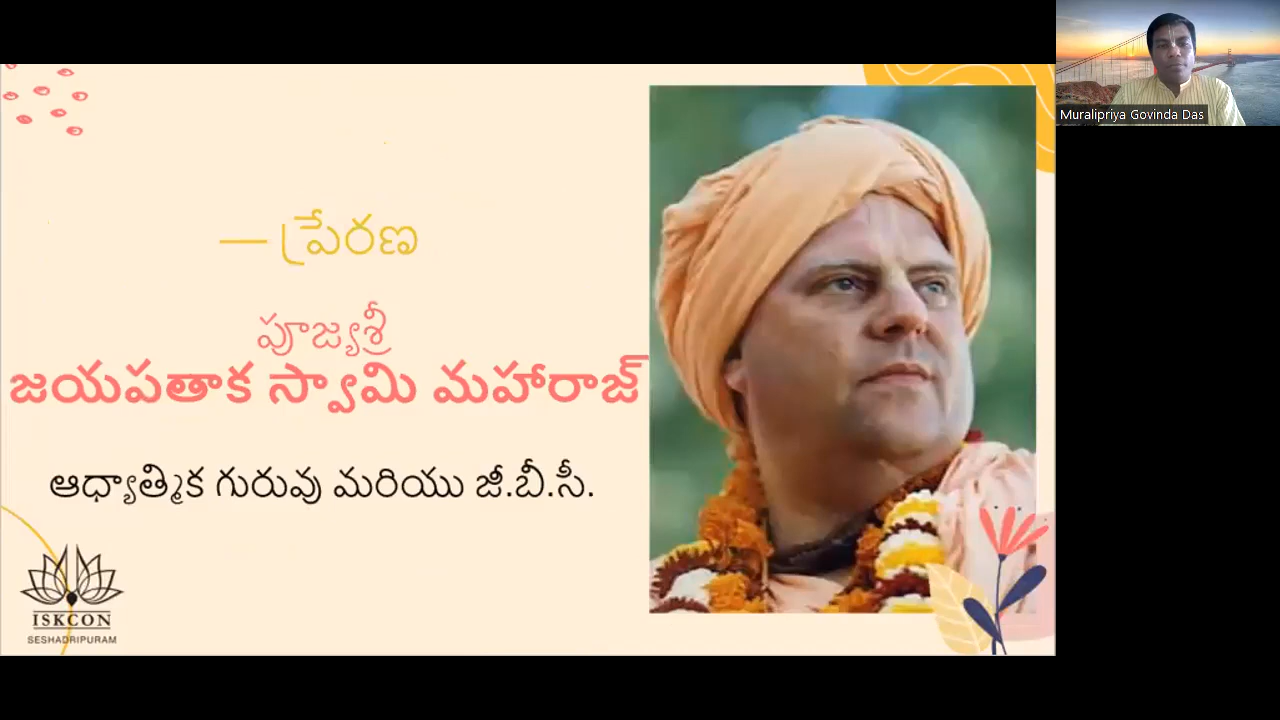 — ప్రేరణ
పూజ్యశ్రీ
జయపతాక స్వామి మహారాజ్
ఆధ్యాత్మిక గురువు మరియు జీ.బీ.సీ.
ISKCON
SESHADRIPURAM
Muralipriya Govinda Das